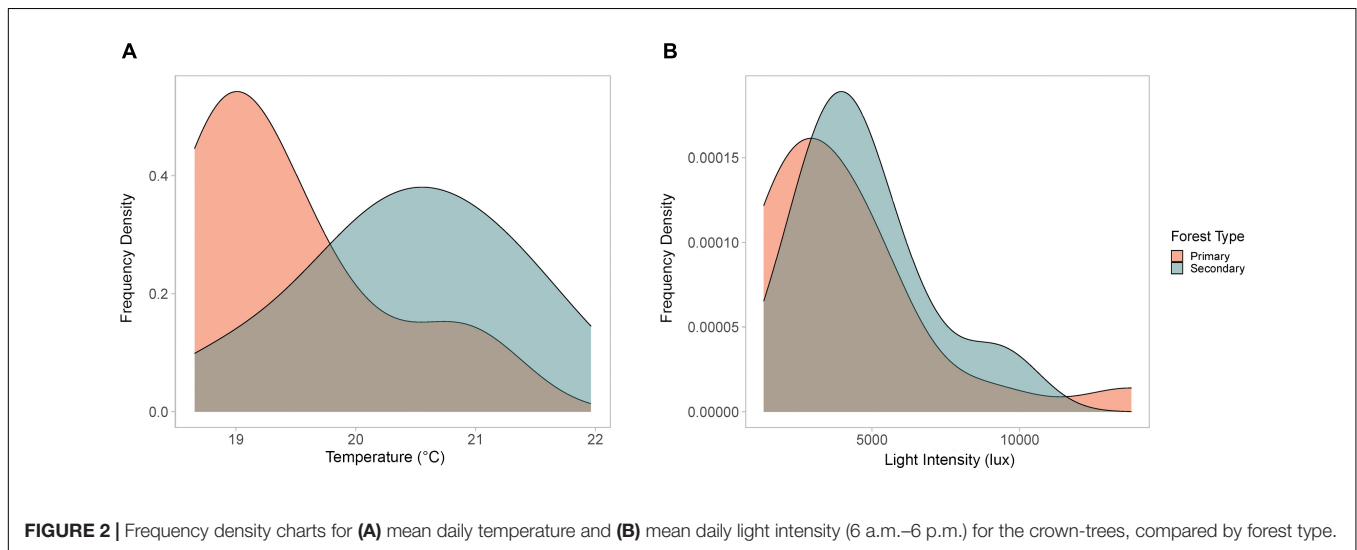 A
B
Frequency Density
0.4
0.2
0.0
19
20
21
22
Temperature (°C)
Frequency Density
0.00015
0.00010
0.00005
0.00000
5000
10000
Light Intensity (lux)
Forest Type
Primary
Secondary
FIGURE 2 | Frequency density charts for (A) mean daily temperature and (B) mean daily light intensity (6 a.m.–6 p.m.) for the crown-trees, compared by forest type.